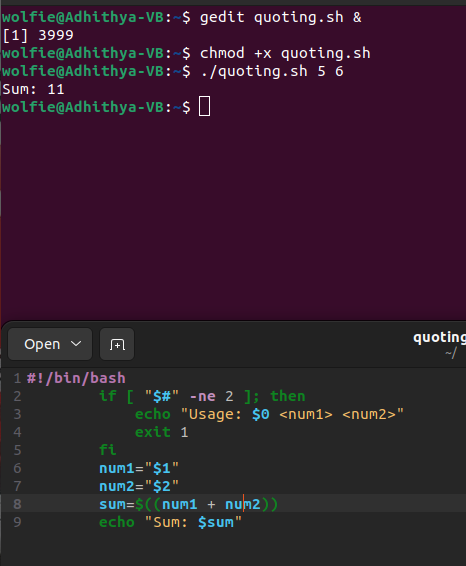 wolfie@Adhithya-VB:~$ gedit quoting.sh &
[1] 3999
wolfie@Adhithya-VB:~$ chmod +x quoting.sh
wolfie@Adhithya-VB:~$ ./quoting.sh 5 6
Sum: 11
wolfie@Adhithya-VB:~$
Open
quoting
~/
1 #!/bin/bash
2 if [ "$#" -ne 2 ]; then
3 echo "Usage: $0 <num1> <num2>"
4 exit 1
5 fi
6 num1="$1"
7 num2="$2"
8 sum=$((num1 + num2))
9 echo "Sum: $sum"